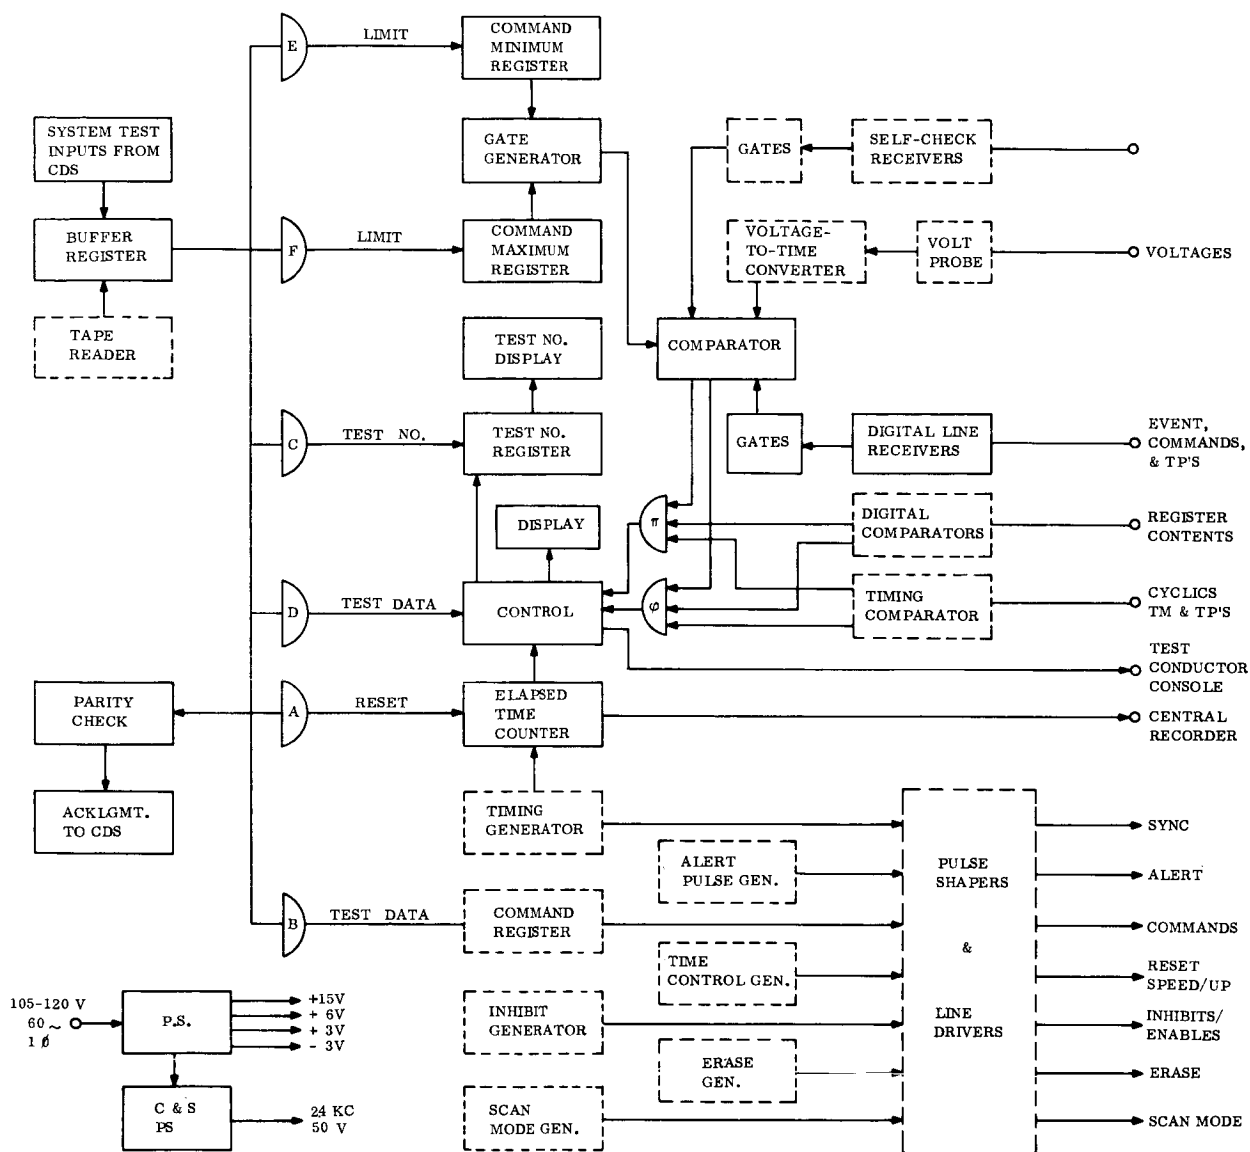 E
LIMIT
COMMAND
MINIMUM
REGISTER
SYSTEM TEST
INPUTS FROM
CDS
GATE
GENERATOR
GATES
SELF-CHECK
RECEIVERS
BUFFER
REGISTER
F
LIMIT
COMMAND
MAXIMUM
REGISTER
VOLTAGE-
TO-TIME
CONVERTER
VOLT
PROBE
VOLTAGES
TAPE
READER
TEST NO.
DISPLAY
COMPARATOR
C
TEST NO.
TEST NO.
REGISTER
GATES
DIGITAL LINE
RECEIVERS
EVENT,
COMMANDS,
& TP'S
DISPLAY
π
DIGITAL
COMPARATORS
REGISTER
CONTENTS
D
TEST DATA
CONTROL
φ
TIMING
COMPARATOR
CYCLICS
TM & TP'S
TEST
CONDUCTOR
CONSOLE
PARITY
CHECK
A
RESET
ELAPSED
TIME
COUNTER
CENTRAL
RECORDER
ACKLGMT.
TO CDS
TIMING
GENERATOR
SYNC
ALERT
PULSE GEN.
PULSE
SHAPERS
&
LINE
DRIVERS
ALERT
B
TEST DATA
COMMAND
REGISTER
COMMANDS
TIME
CONTROL GEN.
RESET
SPEED/UP
105-120 V
60 ~
1 ø
P.S.
+15V
+ 6V
+ 3V
- 3V
INHIBIT
GENERATOR
INHIBITS/
ENABLES
ERASE
GEN.
ERASE
C & S
PS
24 KC
50 V
SCAN
MODE GEN.
SCAN MODE